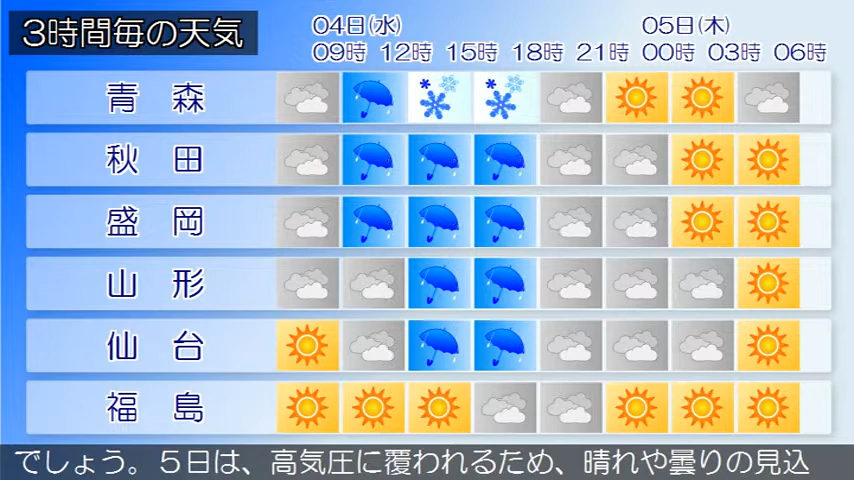 3時間毎の天気
04日(水) 05日(木)
09時 12時 15時 18時 21時 00時 03時 06時
青森
秋田
盛岡
山形
仙台
福島
でしょう。５日は、高気圧に覆われるため、晴れや曇りの見込